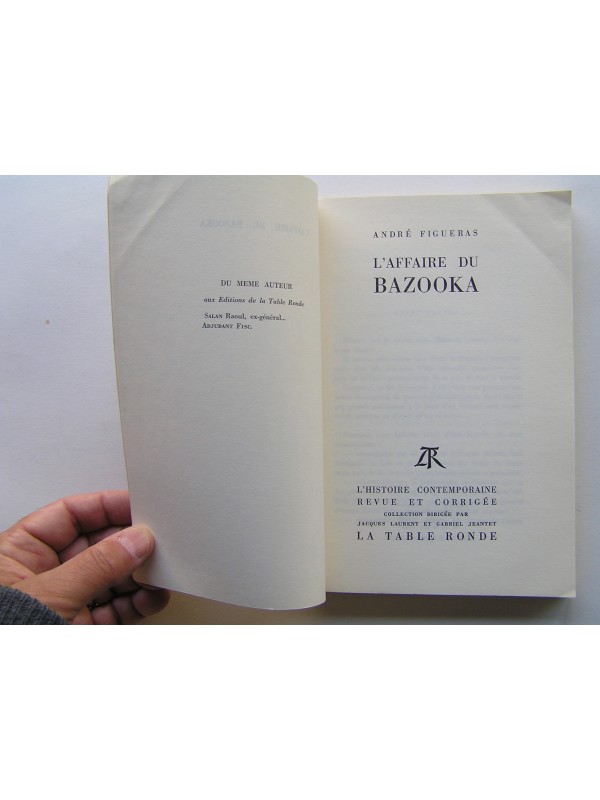 DU MEME AUTEUR
aux Editions de la Table Ronde
SALAN Raoul, ex-général...
ADJUDANT FISC.
ANDRÉ FIGUERAS
L'AFFAIRE DU
BAZOOKA
L'HISTOIRE CONTEMPORAINE
REVUE ET CORRIGÉE
COLLECTION DIRIGÉE PAR
JACQUES LAURENT ET GABRIEL JEANTET
LA TABLE RONDE